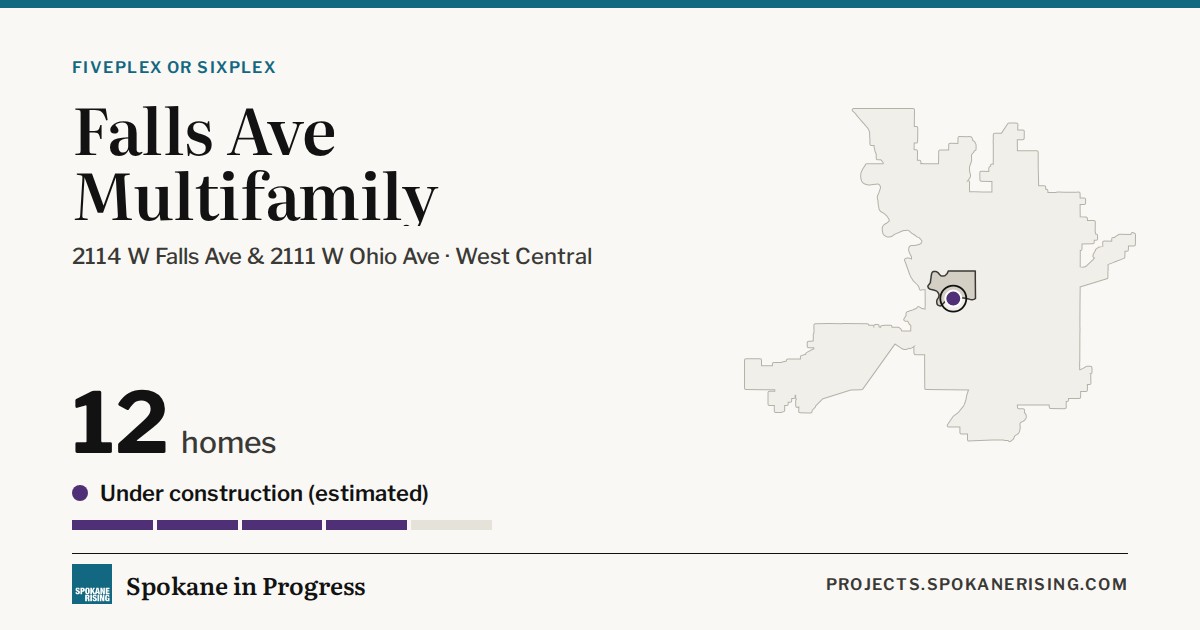 FIVEPLEX OR SIXPLEX
Falls Ave
Multifamily
2114 W Falls Ave & 2111 W Ohio Ave · West Central
12 homes
Under construction (estimated)
SPOKANE
RISING
Spokane in Progress
PROJECTS.SPOKANERISING.COM